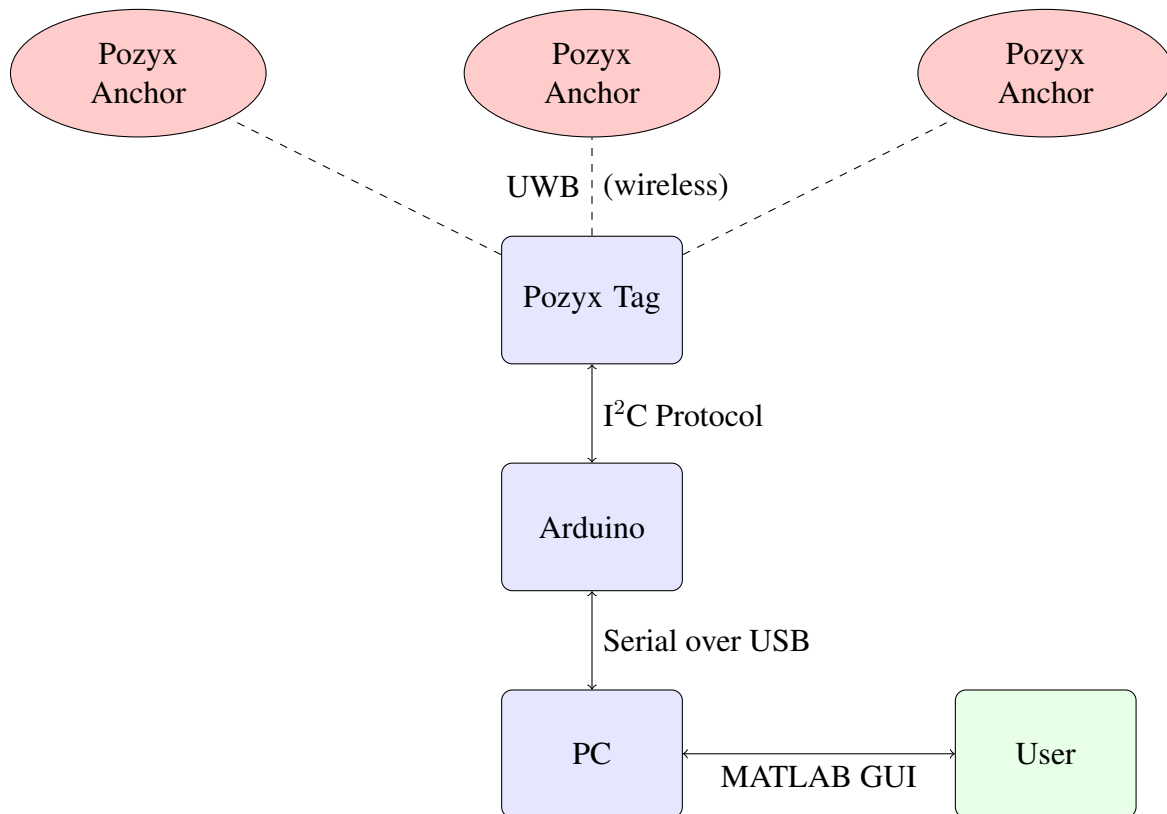 Pozyx
Anchor
Pozyx
Anchor
Pozyx
Anchor
UWB (wireless)
Pozyx Tag
I²C Protocol
Arduino
Serial over USB
PC
MATLAB GUI
User